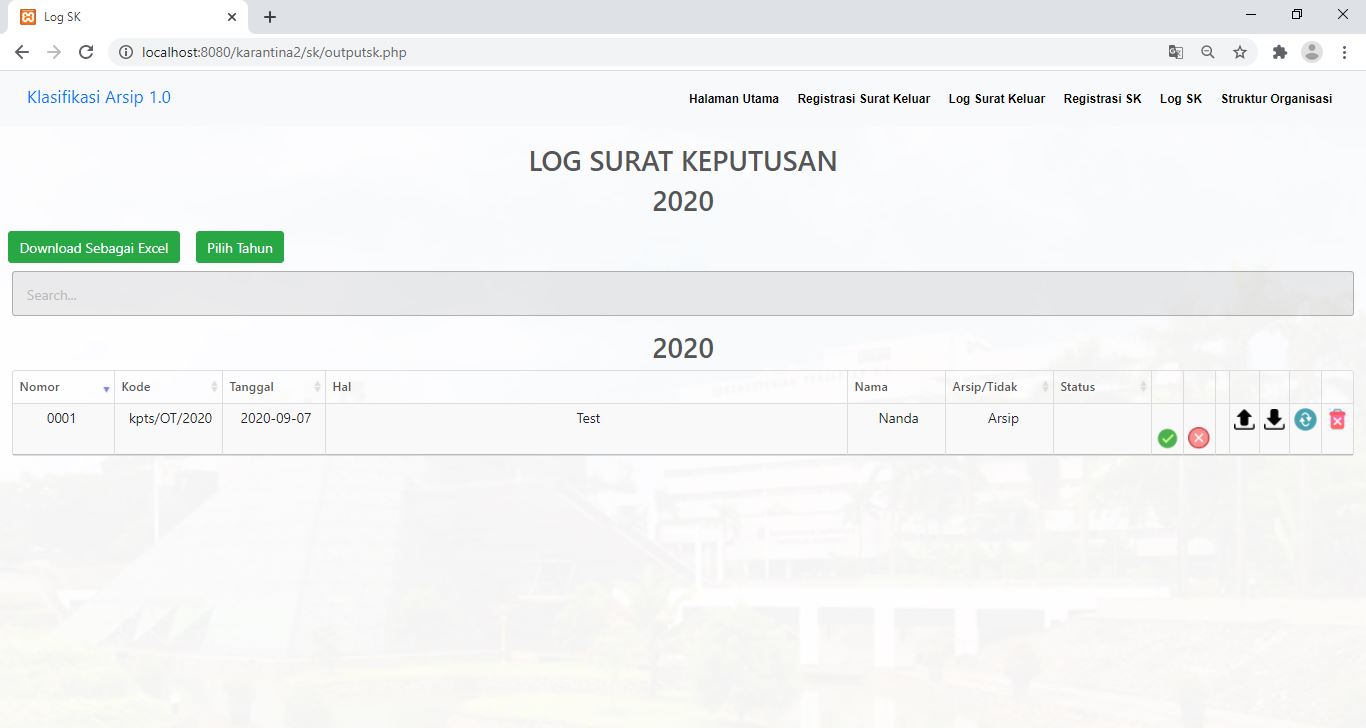 Log SK
localhost:8080/karantina2/sk/outputsk.php
Klasifikasi Arsip 1.0
Halaman Utama Registrasi Surat Keluar Log Surat Keluar Registrasi SK Log SK Struktur Organisasi
LOG SURAT KEPUTUSAN
2020
Download Sebagai Excel Pilih Tahun
Search...
2020
Nomor Kode Tanggal Hal Nama Arsip/Tidak Status
0001 kpts/OT/2020 2020-09-07 Test Nanda Arsip